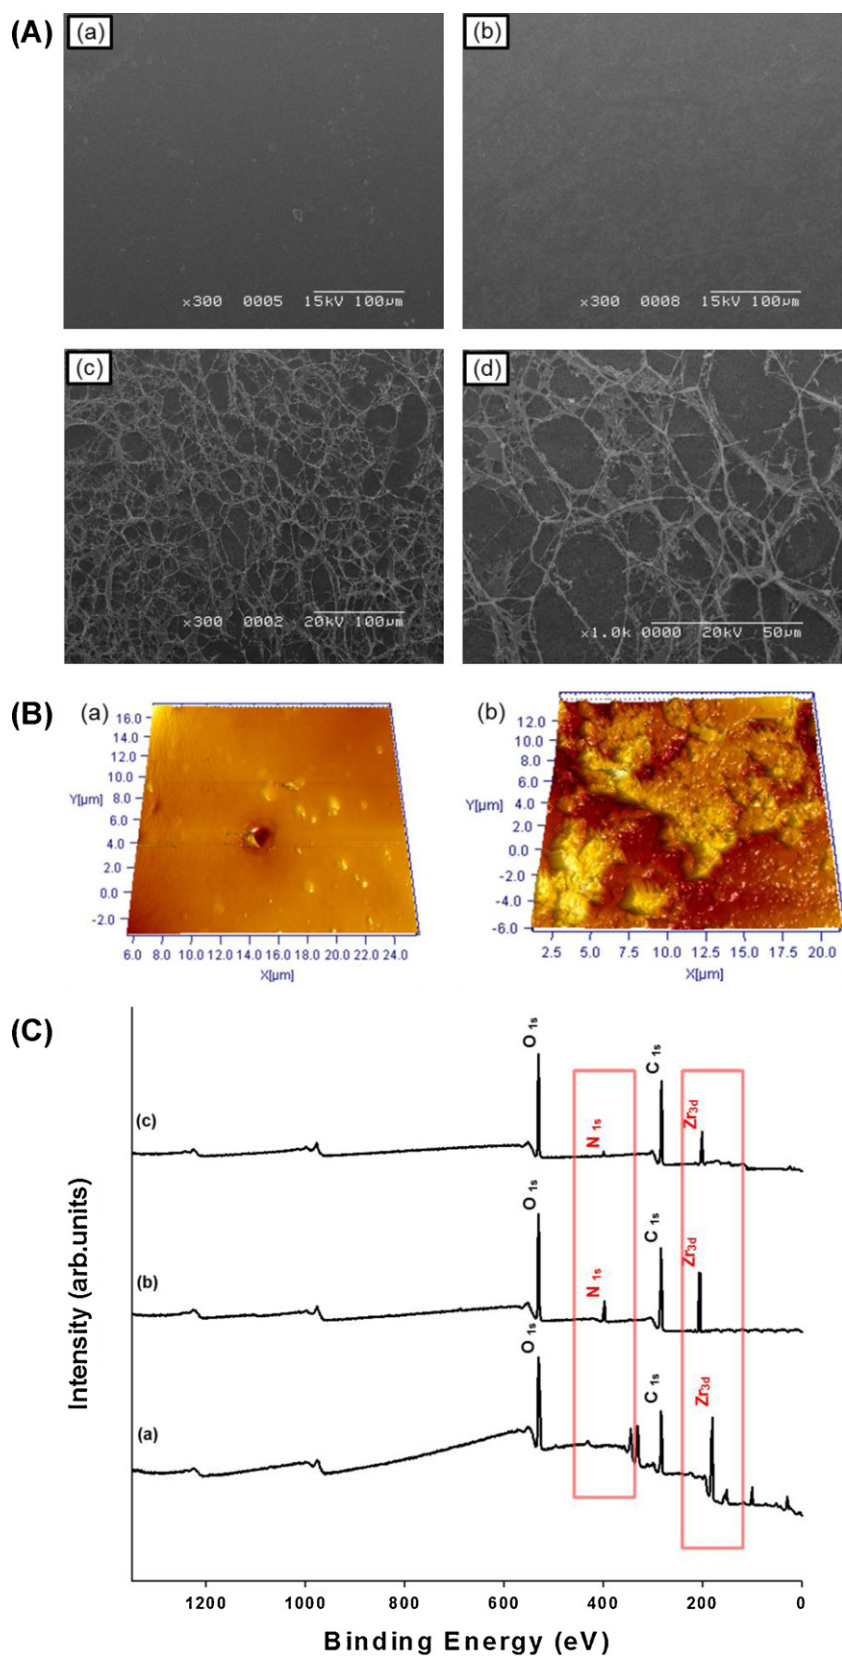 (A)
(a)
(b)
×300 0005 15kV 100µm
×300 0008 15kV 100µm
(c)
(d)
×300 0002 20kV 100µm
×1.0k 0000 20kV 50µm
(B)
(a)
(b)
16.0
14.0
12.0
10.0
Y[µm] 8.0
6.0
4.0
2.0
0.0
-2.0
6.0 8.0 10.0 12.0 14.0 16.0 18.0 20.0 22.0 24.0
X[µm]
12.0
10.0
8.0
6.0
Y[µm] 4.0
2.0
0.0
-2.0
-4.0
-6.0
2.5 5.0 7.5 10.0 12.5 15.0 17.5 20.0
X[µm]
(C)
(c)
O 1s
N 1s
C 1s
Zr3d
(b)
O 1s
N 1s
C 1s
Zr3d
(a)
O 1s
C 1s
Zr3d
Intensity (arb.units)
1200 1000 800 600 400 200 0
Binding Energy (eV)